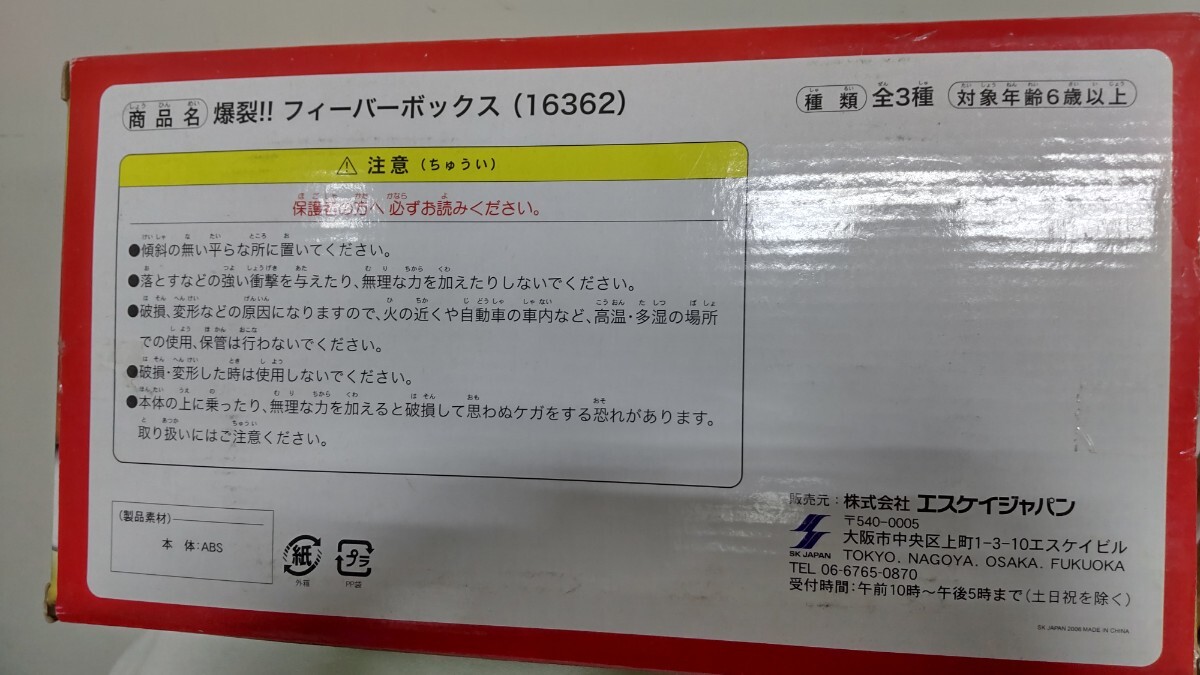 商品名 爆裂!! フィーバーボックス (16362)
種類 全3種 対象年齢6歳以上
⚠ 注意 (ちゅうい)
保護者の方へ 必ずお読みください。
●傾斜の無い平らな所に置いてください。
●落とすなどの強い衝撃を与えたり、無理な力を加えたりしないでください。
●破損、変形などの原因になりますので、火の近くや自動車の車内など、高温・多湿の場所
での使用、保管は行わないでください。
●破損・変形した時は使用しないでください。
●本体の上に乗ったり、無理な力を加えると破損して思わぬケガをする恐れがあります。
取り扱いにはご注意ください。
(製品素材)
本 体:ABS
紙
外箱
プラ
PP袋
販売元:株式会社 エスケイジャパン
〒540-0005
大阪市中央区上町1-3-10エスケイビル
SK JAPAN
TOKYO. NAGOYA. OSAKA. FUKUOKA
TEL 06-6765-0870
受付時間:午前10時〜午後5時まで(土日祝を除く)
SK JAPAN 2006 MADE IN CHINA